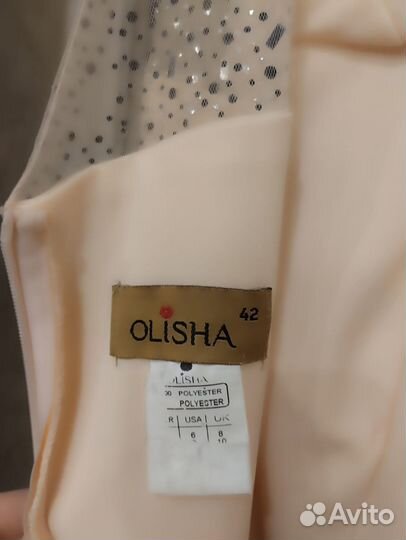 42
OLiSHA
OLiSHA
POLYESTER
POLYESTER
R USA UK
6 8
10
Avito